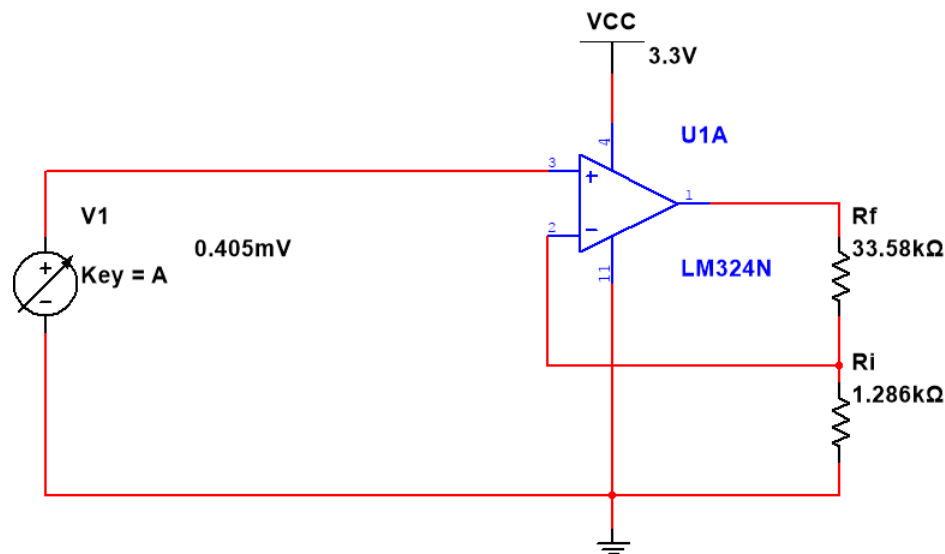 VCC
3.3V
4
U1A
3
+
1
V1
+
0.405mV
2
−
Rf
33.58kΩ
Key = A
−
11
LM324N
Ri
1.286kΩ